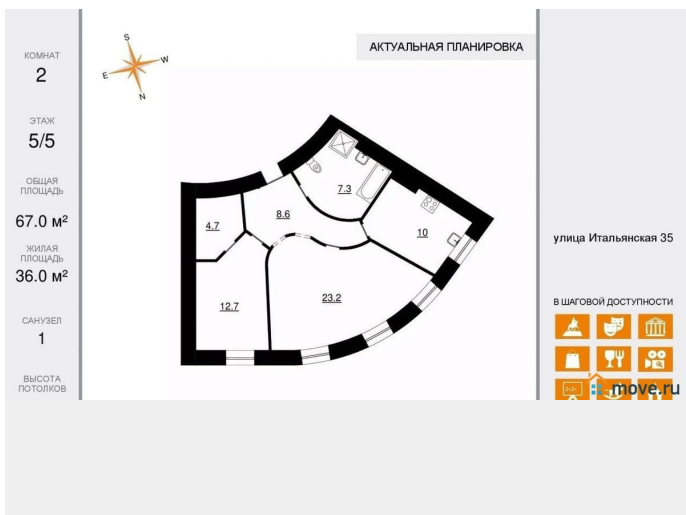 КОМНАТ
2
ЭТАЖ
5/5
ОБЩАЯ
ПЛОЩАДЬ
67.0 м²
ЖИЛАЯ
ПЛОЩАДЬ
36.0 м²
САНУЗЕЛ
1
ВЫСОТА
ПОТОЛКОВ
S
W
E
N
АКТУАЛЬНАЯ ПЛАНИРОВКА
7.3
4.7
8.6
10
12.7
23.2
улица Итальянская 35
В ШАГОВОЙ ДОСТУПНОСТИ
move.ru